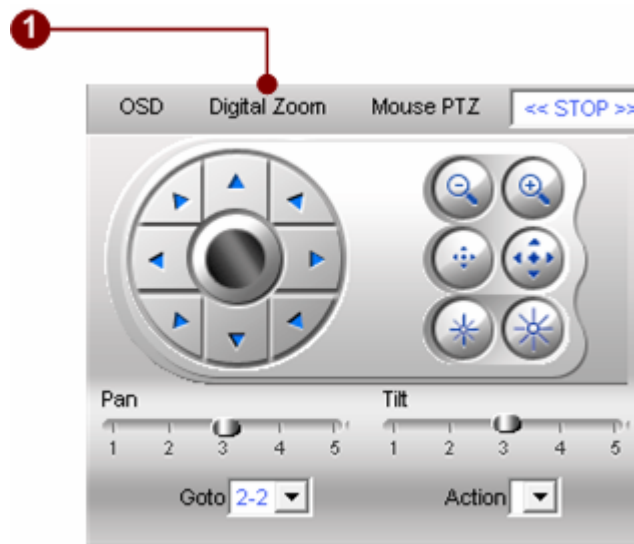 1
OSD Digital Zoom Mouse PTZ << STOP >>
Pan Tilt
1 2 3 4 5 1 2 3 4 5
Goto 2-2 Action